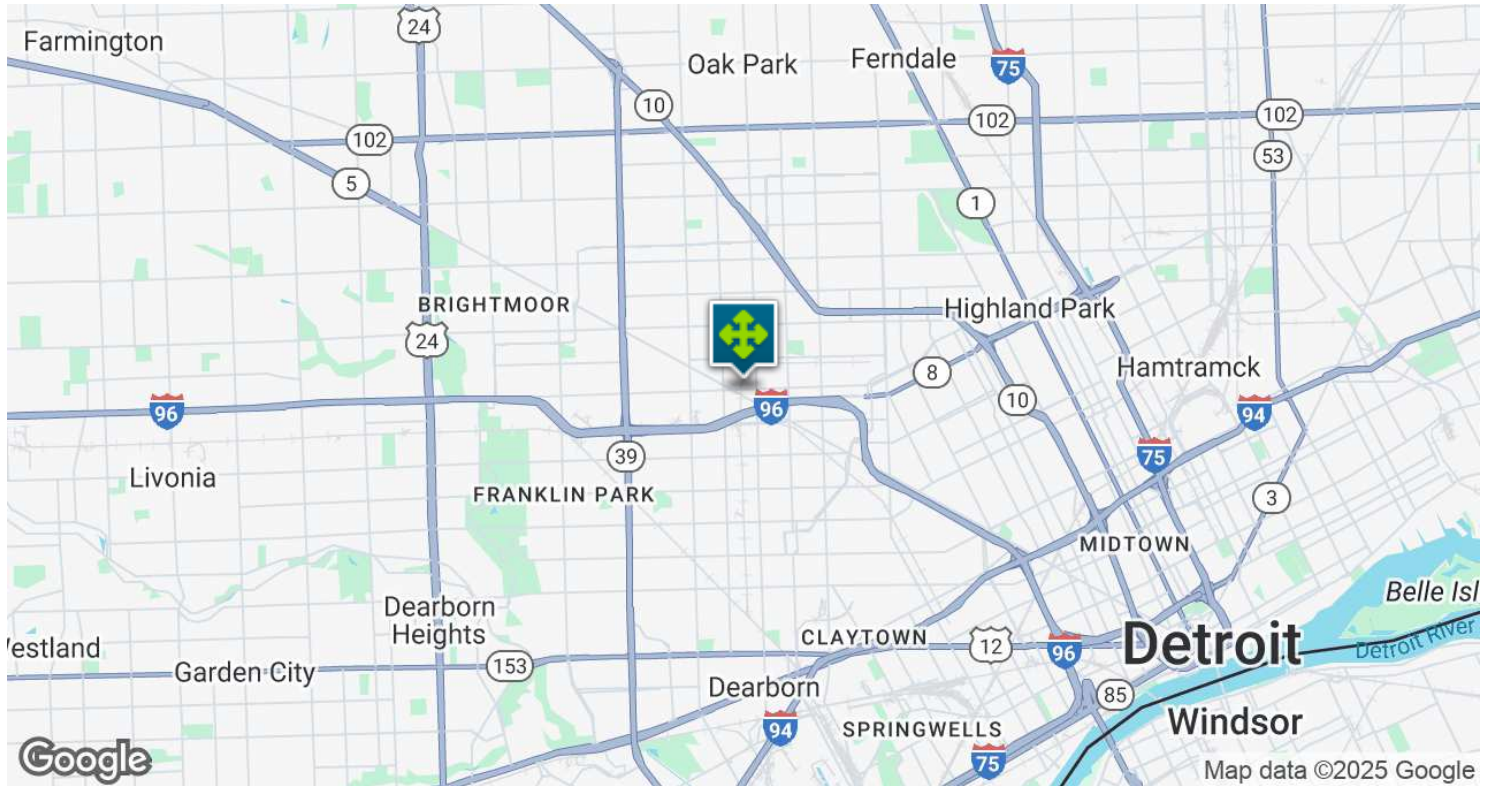 24
Farmington
Oak Park
Ferndale
75
10
102
102
102
53
5
1
BRIGHTMOOR
Highland Park
24
8
Hamtramck
96
96
10
94
39
75
Livonia
FRANKLIN PARK
3
MIDTOWN
Belle Isl
Dearborn
Heights
CLAYTOWN
12
Detroit
Detroit River
estland
Garden City
153
96
Dearborn
85
94
SPRINGWELLS
Windsor
75
Google
Map data ©2025 Google